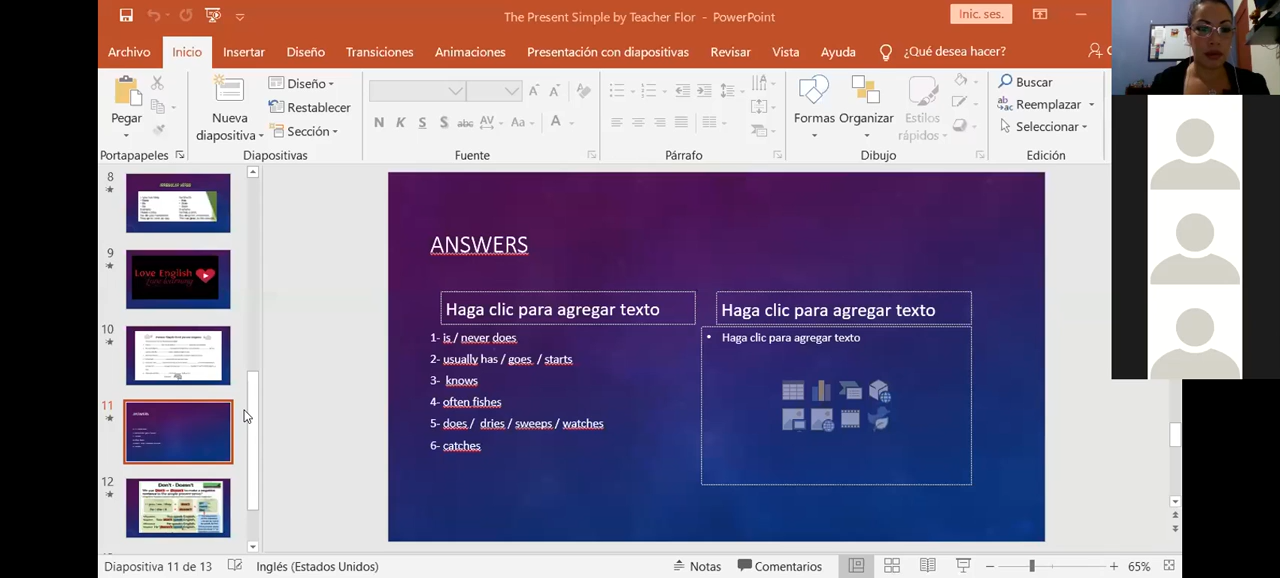 The Present Simple by Teacher Flor - PowerPoint
Inic. ses.
Archivo Inicio Insertar Diseño Transiciones Animaciones Presentación con diapositivas Revisar Vista Ayuda ¿Qué desea hacer?
Pegar
Nueva diapositiva
Diseño
Restablecer
Sección
N K S S abc AV Aa A
Formas
Organizar
Estilos rápidos
Buscar
Reemplazar
Seleccionar
Portapapeles Diapositivas Fuente Párrafo Dibujo Edición
8
9
Love English
10
11
ANSWERS
12
Don't - Doesn't
ANSWERS
Haga clic para agregar texto
1- is / never does
2- usually has / goes / starts
3- knows
4- often fishes
5- does / dries / sweeps / watches
6- catches
Haga clic para agregar texto
• Haga clic para agregar texto
Diapositiva 11 de 13 Inglés (Estados Unidos) Notas Comentarios 65%